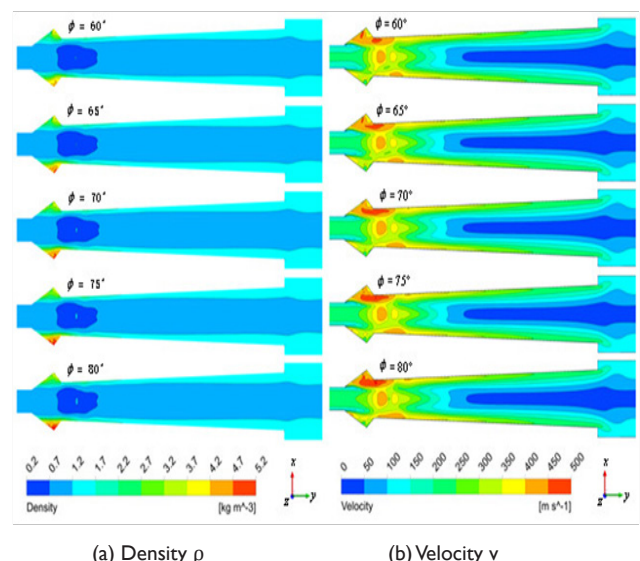 ϕ = 60°
ϕ = 60°
ϕ = 65°
ϕ = 65°
ϕ = 70°
ϕ = 70°
ϕ = 75°
ϕ = 75°
ϕ = 80°
ϕ = 80°
0.2 0.7 1.2 1.7 2.2 2.7 3.2 3.7 4.2 4.7 5.2
Density [kg m^-3]
x
z y
0 50 100 150 200 250 300 350 400 450 500
Velocity [m s^-1]
x
z y
(a) Density ρ
(b) Velocity v